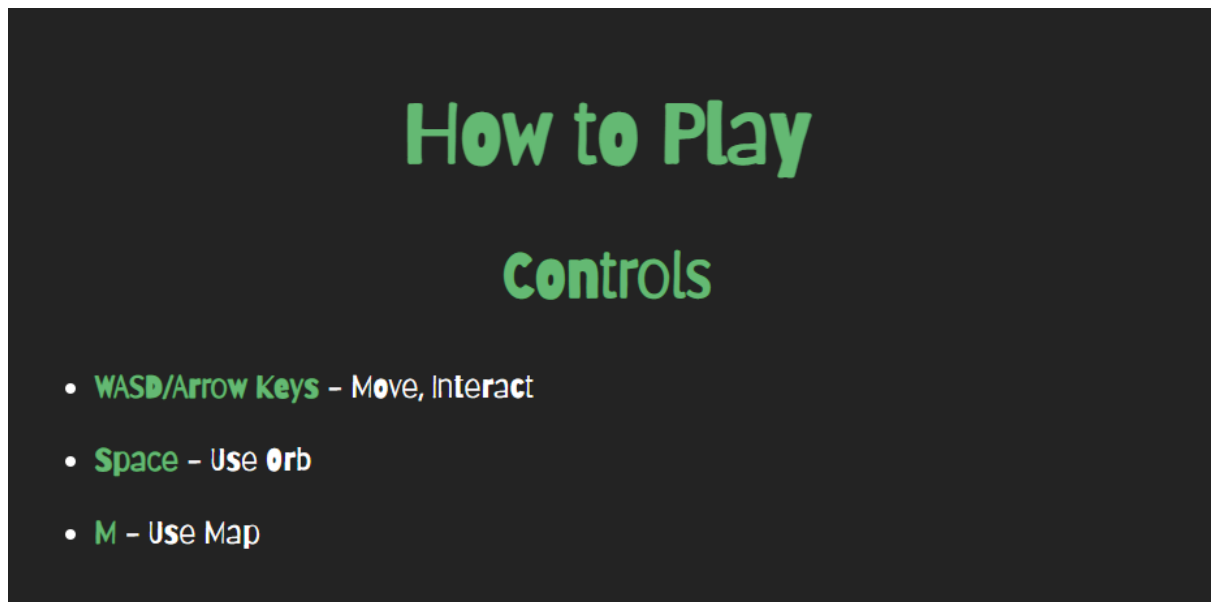 How to Play
Controls
• WASD/Arrow Keys – Move, Interact
• Space – Use Orb
• M – Use Map